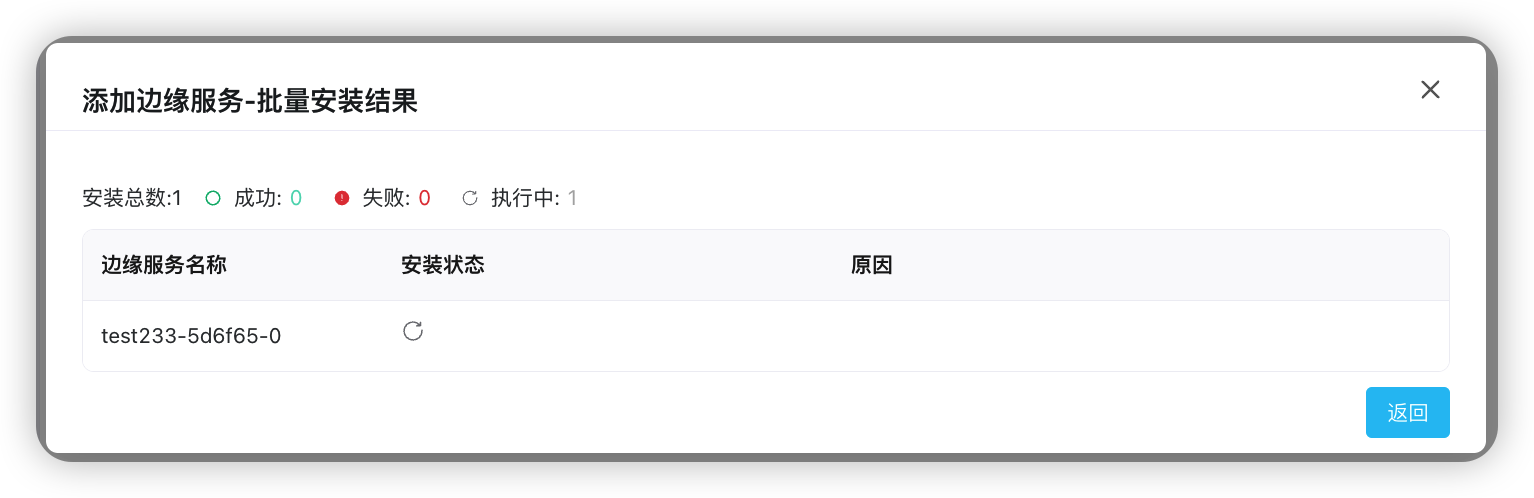 添加边缘服务-批量安装结果
安装总数:1 成功: 0 失败: 0 执行中: 1
边缘服务名称 安装状态 原因
test233-5d6f65-0
返回